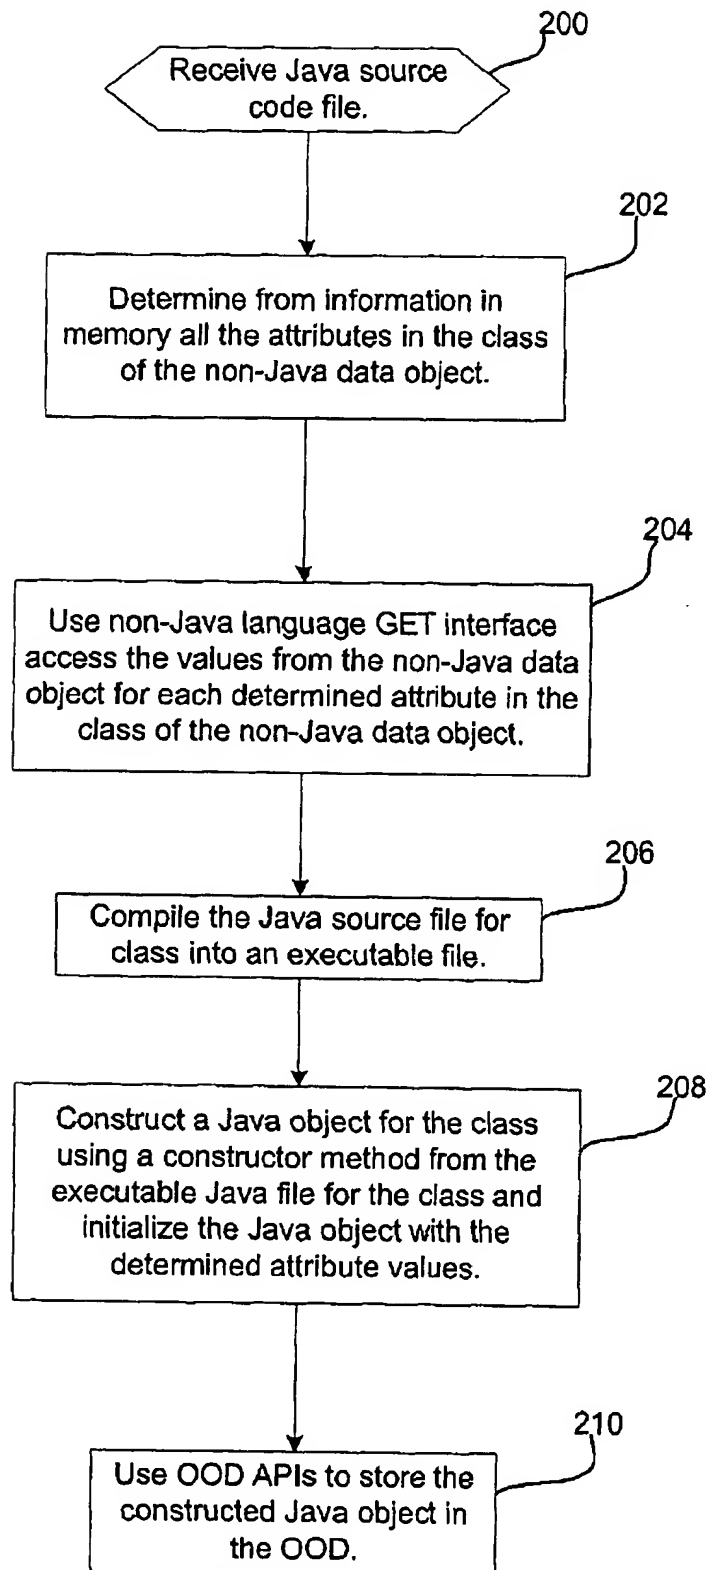 200
Receive Java source
code file.
202
Determine from information in
memory all the attributes in the class
of the non-Java data object.
204
Use non-Java language GET interface
access the values from the non-Java data
object for each determined attribute in the
class of the non-Java data object.
206
Compile the Java source file for
class into an executable file.
208
Construct a Java object for the class
using a constructor method from the
executable Java file for the class and
initialize the Java object with the
determined attribute values.
210
Use OOD APIs to store the
constructed Java object in
the OOD.